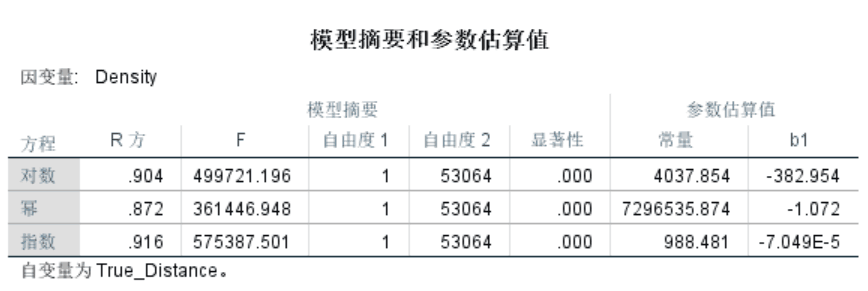 模型摘要和参数估算值
因变量: Density
模型摘要 参数估算值
方程 R 方 F 自由度 1 自由度 2 显著性 常量 b1
对数 .904 499721.196 1 53064 .000 4037.854 -382.954
幂 .872 361446.948 1 53064 .000 7296535.874 -1.072
指数 .916 575387.501 1 53064 .000 988.481 -7.049E-5
自变量为 True_Distance。